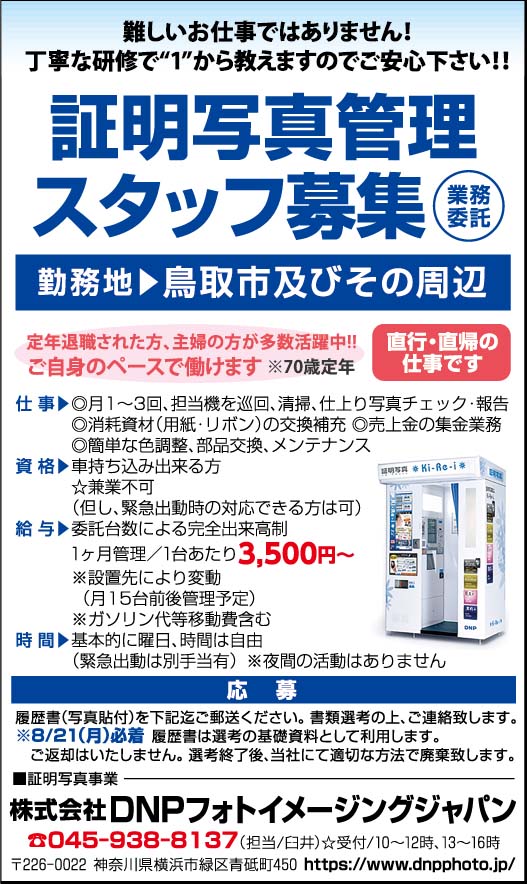 難しいお仕事ではありません!
丁寧な研修で“1”から教えますのでご安心下さい!!
証明写真管理
スタッフ募集
業務
委託
勤務地▶鳥取市及びその周辺
定年退職された方、主婦の方が多数活躍中!!
ご自身のペースで働けます ※70歳定年
直行・直帰の
仕事です
仕事▶◎月1〜3回、担当機を巡回、清掃、仕上り写真チェック・報告
◎消耗資材(用紙・リボン)の交換補充 ◎売上金の集金業務
◎簡単な色調整、部品交換、メンテナンス
資格▶車持ち込み出来る方
☆兼業不可
(但し、緊急出動時の対応できる方は可)
給与▶委託台数による完全出来高制
1ヶ月管理/1台あたり3,500円〜
※設置先により変動
(月15台前後管理予定)
※ガソリン代等移動費含む
時間▶基本的に曜日、時間は自由
(緊急出動は別手当有) ※夜間の活動はありません
証明写真 Ki-Re-i
DNP
応募
履歴書(写真貼付)を下記迄ご郵送ください。書類選考の上、ご連絡致します。
※8/21(月)必着 履歴書は選考の基礎資料として利用します。
ご返却はいたしません。選考終了後、当社にて適切な方法で廃棄致します。
■証明写真事業
株式会社DNPフォトイメージングジャパン
☎045-938-8137(担当/臼井)☆受付/10〜12時、13〜16時
〒226-0022 神奈川県横浜市緑区青砥町450 https://www.dnpphoto.jp/